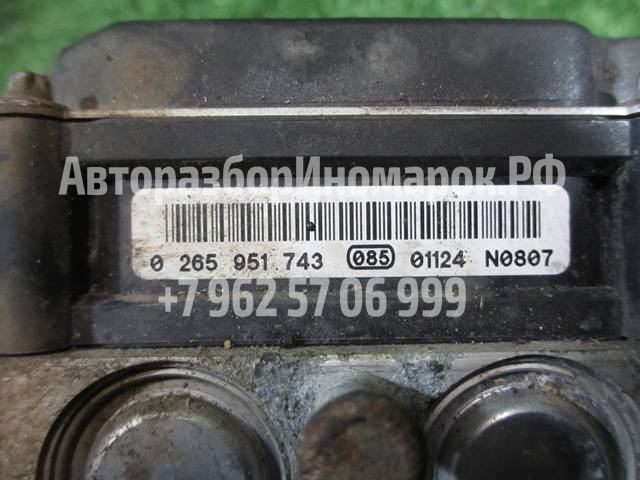 АвторазборИномарок.РФ
0 265 951 743 085 01124 N0807
+7 962 57 06 999